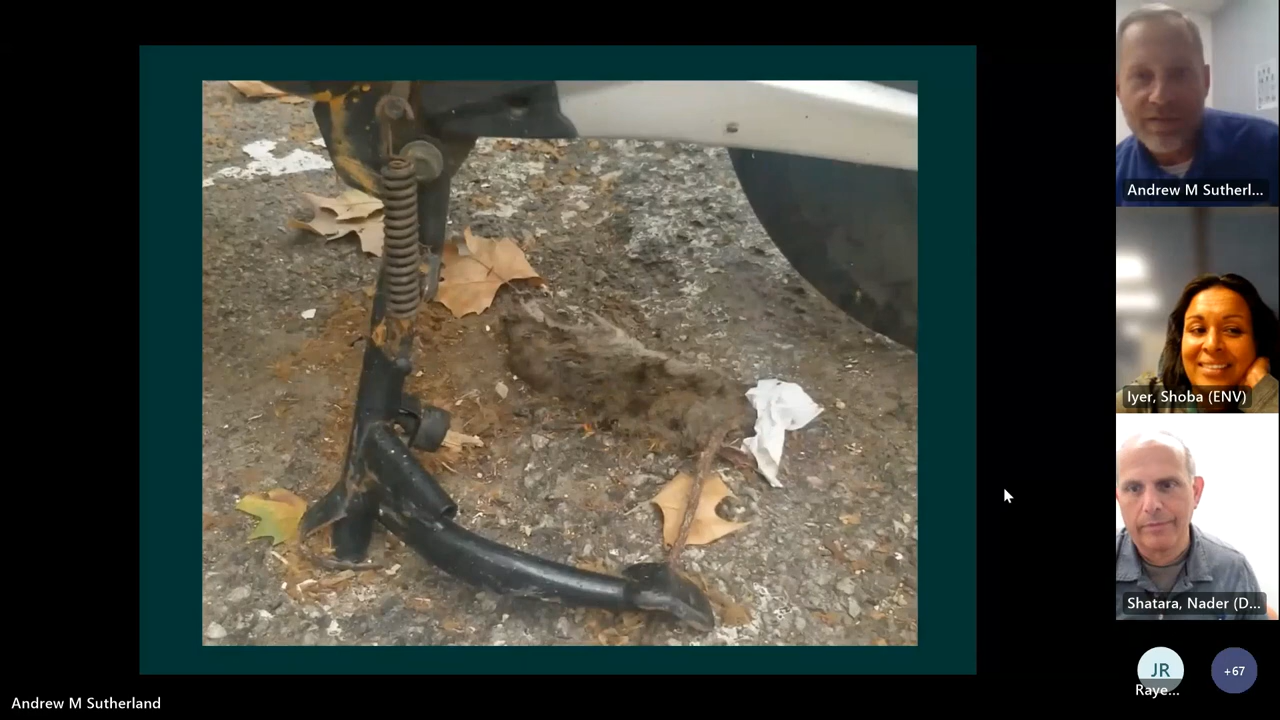 Andrew M Sutherl...
Iyer, Shoba (ENV)
Shatara, Nader (D...
JR
+67
Raye...
Andrew M Sutherland